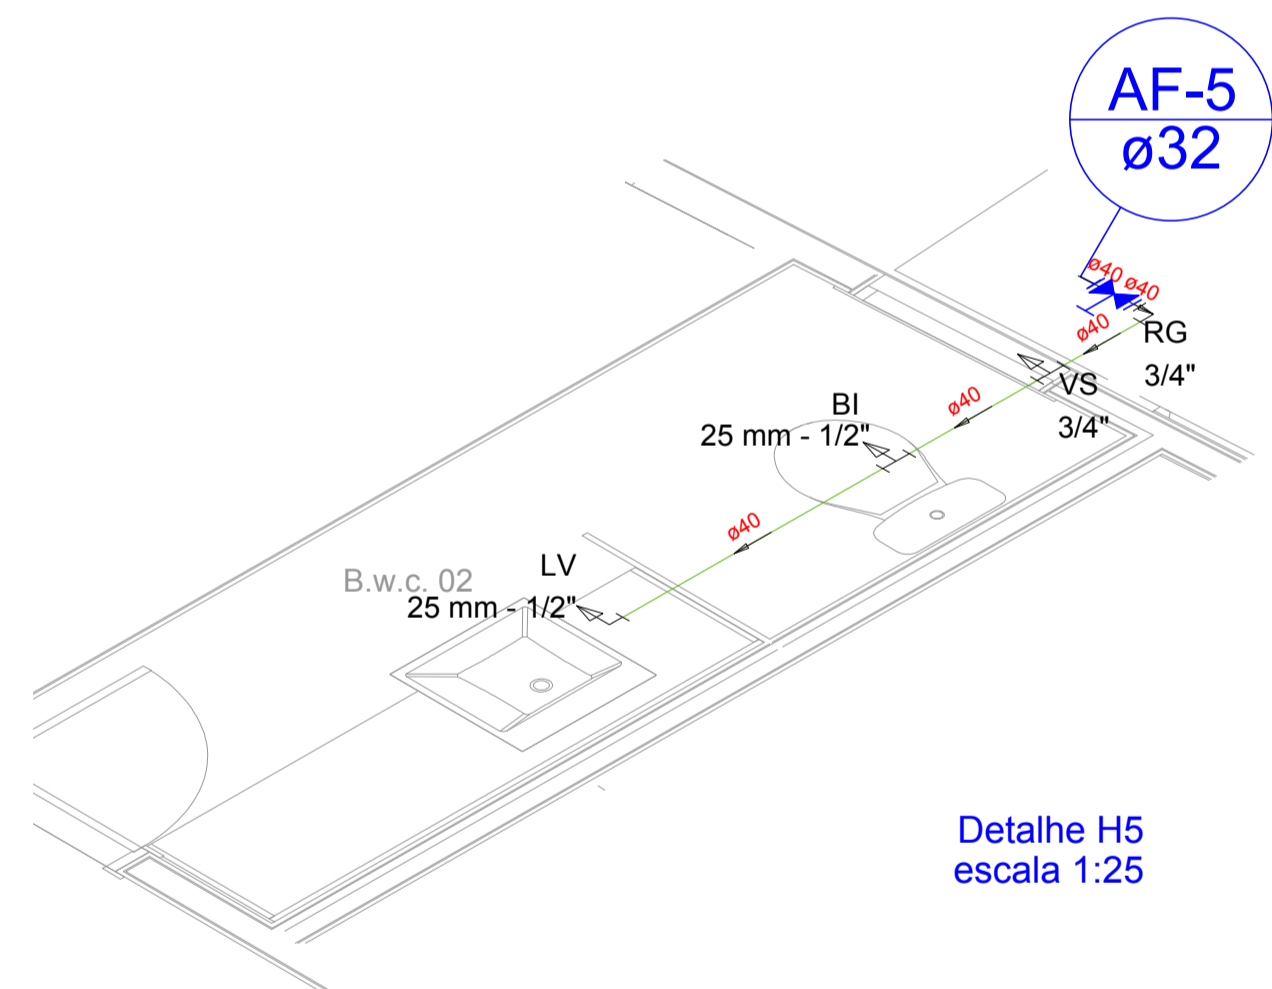 AF-5
ø32
ø40
ø40
ø40
RG
3/4"
VS
3/4"
ø40
BI
25 mm - 1/2"
ø40
LV
25 mm - 1/2"
B.w.c. 02
Detalhe H5
escala 1:25